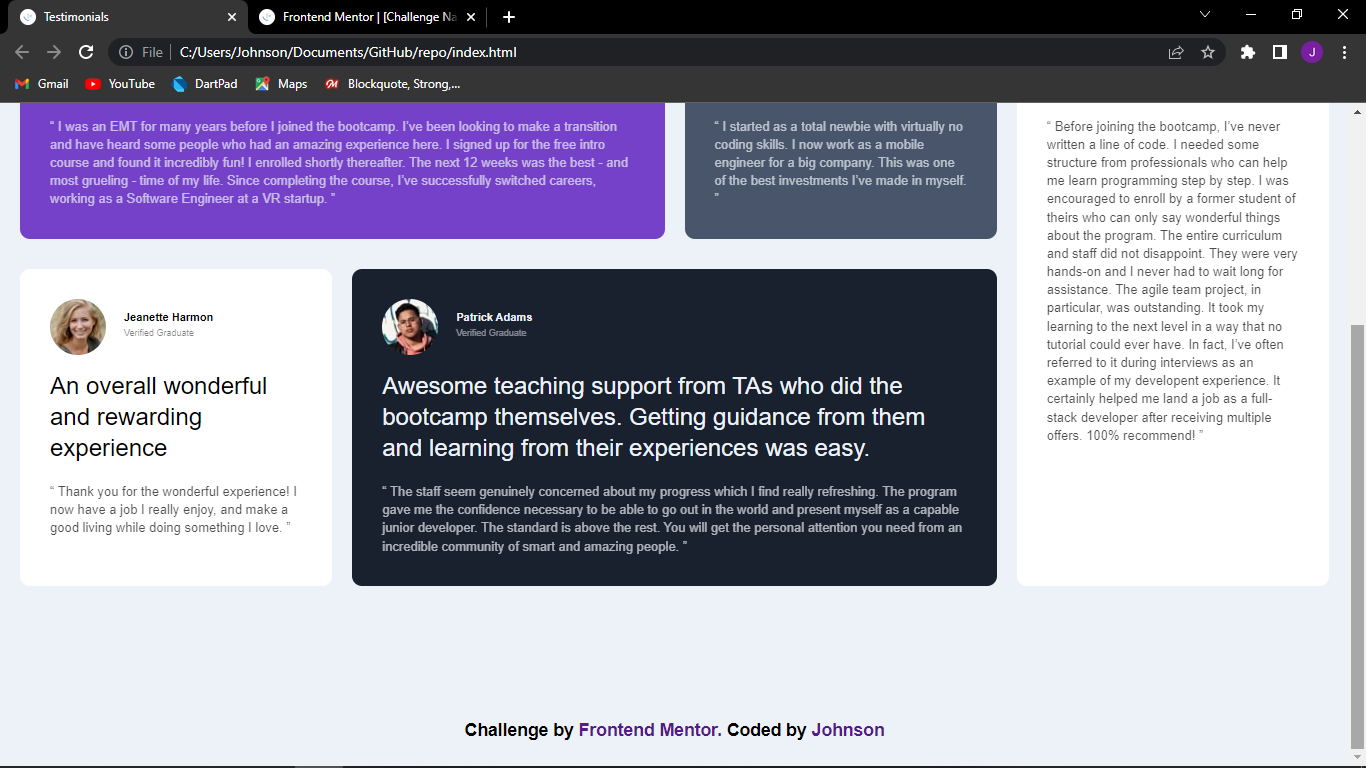 Testimonials
Frontend Mentor | [Challenge Na
File
C:/Users/Johnson/Documents/GitHub/repo/index.html
J
Gmail
YouTube
DartPad
Maps
Blockquote, Strong,...
“ I was an EMT for many years before I joined the bootcamp. I’ve been looking to make a transition
and have heard some people who had an amazing experience here. I signed up for the free intro
course and found it incredibly fun! I enrolled shortly thereafter. The next 12 weeks was the best - and
most grueling - time of my life. Since completing the course, I’ve successfully switched careers,
working as a Software Engineer at a VR startup. ”
“ I started as a total newbie with virtually no
coding skills. I now work as a mobile
engineer for a big company. This was one
of the best investments I’ve made in myself.
”
“ Before joining the bootcamp, I’ve never
written a line of code. I needed some
structure from professionals who can help
me learn programming step by step. I was
encouraged to enroll by a former student of
theirs who can only say wonderful things
about the program. The entire curriculum
and staff did not disappoint. They were very
hands-on and I never had to wait long for
assistance. The agile team project, in
particular, was outstanding. It took my
learning to the next level in a way that no
tutorial could ever have. In fact, I’ve often
referred to it during interviews as an
example of my developent experience. It
certainly helped me land a job as a full-
stack developer after receiving multiple
offers. 100% recommend! ”
Jeanette Harmon
Verified Graduate
An overall wonderful
and rewarding
experience
“ Thank you for the wonderful experience! I
now have a job I really enjoy, and make a
good living while doing something I love. ”
Patrick Adams
Verified Graduate
Awesome teaching support from TAs who did the
bootcamp themselves. Getting guidance from them
and learning from their experiences was easy.
“ The staff seem genuinely concerned about my progress which I find really refreshing. The program
gave me the confidence necessary to be able to go out in the world and present myself as a capable
junior developer. The standard is above the rest. You will get the personal attention you need from an
incredible community of smart and amazing people. ”
Challenge by Frontend Mentor. Coded by Johnson